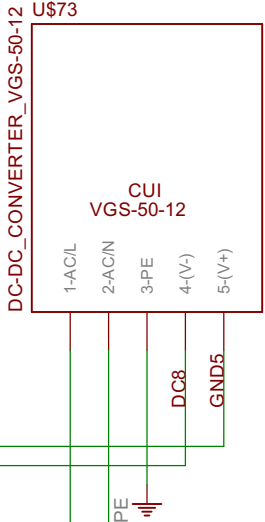 U$73
DC-DC_CONVERTER_VGS-50-12
CUI
VGS-50-12
1-AC/L
2-AC/N
3-PE
4-(V-)
5-(V+)
DC8
GND5
PE